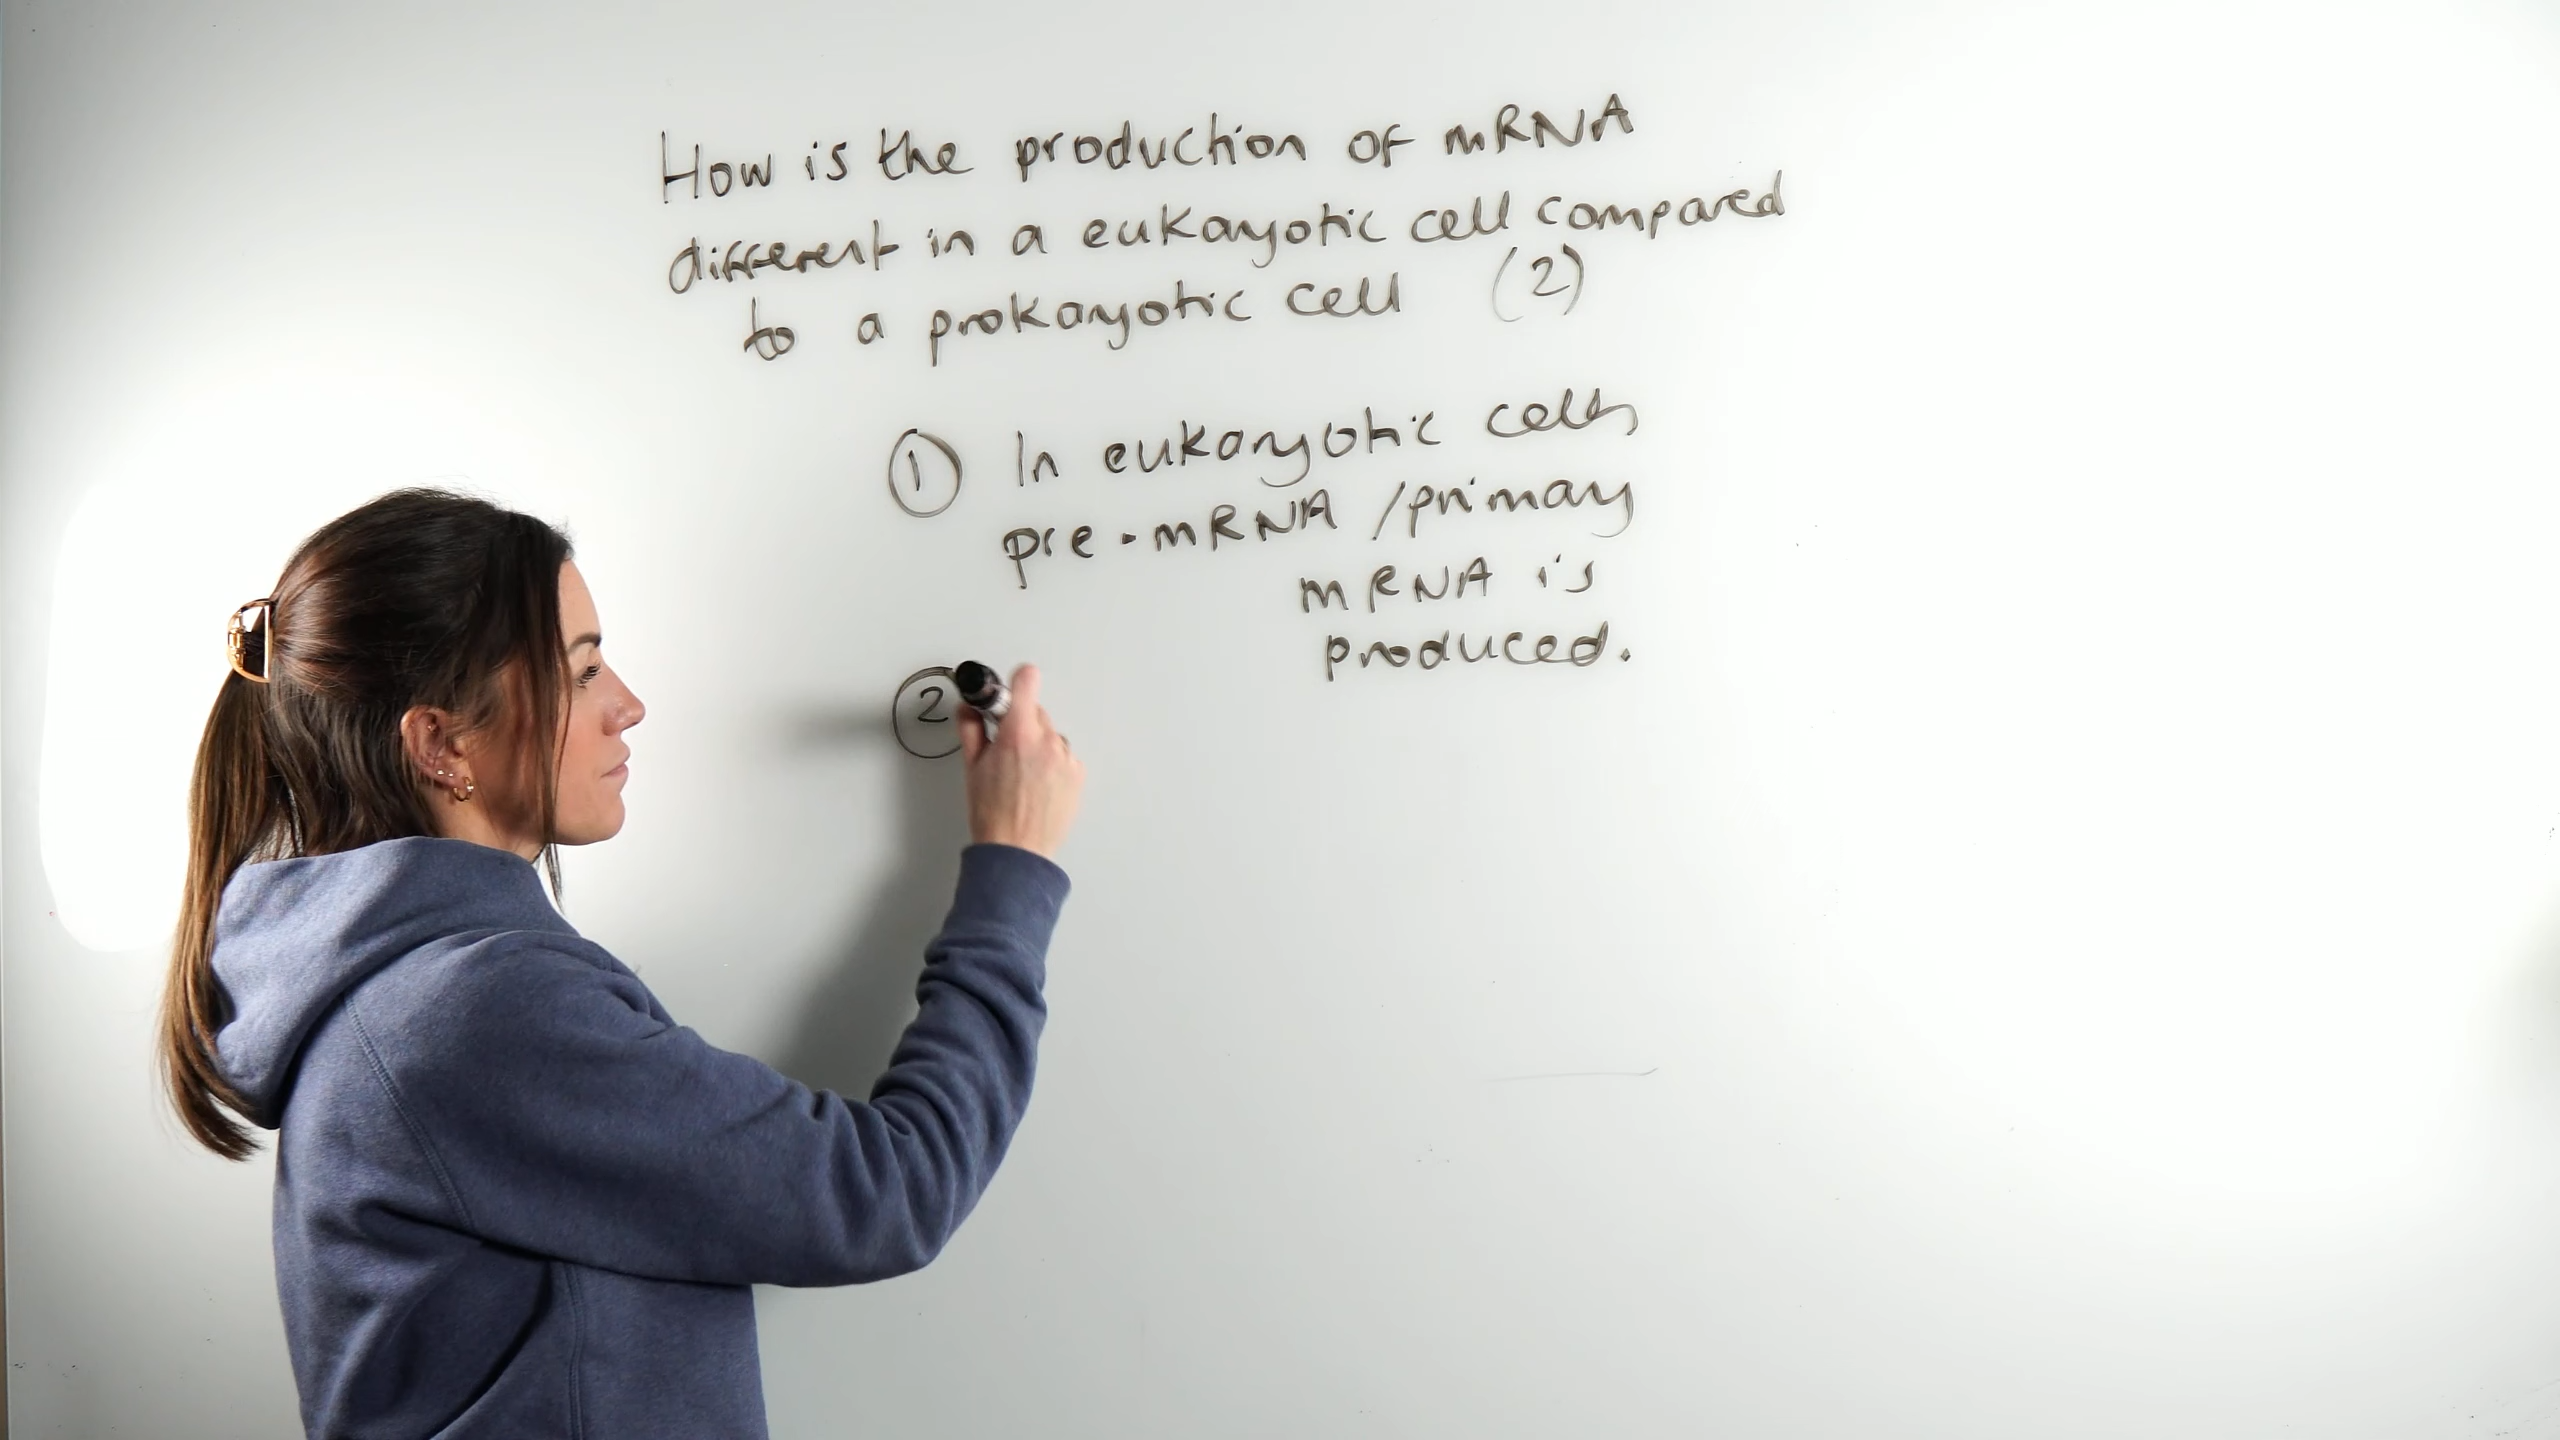 How is the production of mRNA
different in a eukaryotic cell compared
to a prokaryotic cell (2)
1 In eukaryotic cells
pre-mRNA /primary
mRNA is
produced.
2